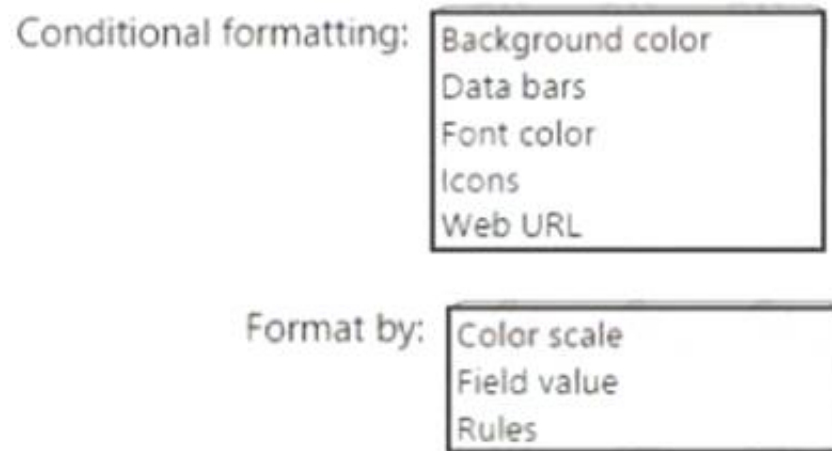 Conditional formatting:
Background color
Data bars
Font color
Icons
Web URL
Format by:
Color scale
Field value
Rules